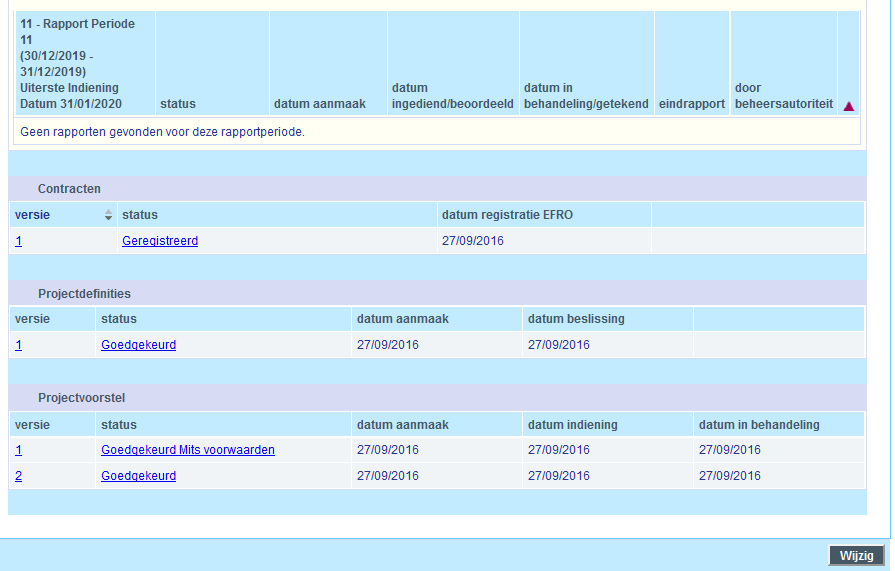 11 - Rapport Periode
11
(30/12/2019 -
31/12/2019)
Uiterste Indiening
Datum 31/01/2020
status
datum aanmaak
datum
ingediend/beoordeeld
datum in
behandeling/getekend
eindrapport
door
beheersautoriteit
Geen rapporten gevonden voor deze rapportperiode.
Contracten
versie status datum registratie EFRO
1 Geregistreerd 27/09/2016
Projectdefinities
versie status datum aanmaak datum beslissing
1 Goedgekeurd 27/09/2016 27/09/2016
Projectvoorstel
versie status datum aanmaak datum indiening datum in behandeling
1 Goedgekeurd Mits voorwaarden 27/09/2016 27/09/2016 27/09/2016
2 Goedgekeurd 27/09/2016 27/09/2016 27/09/2016
Wijzig